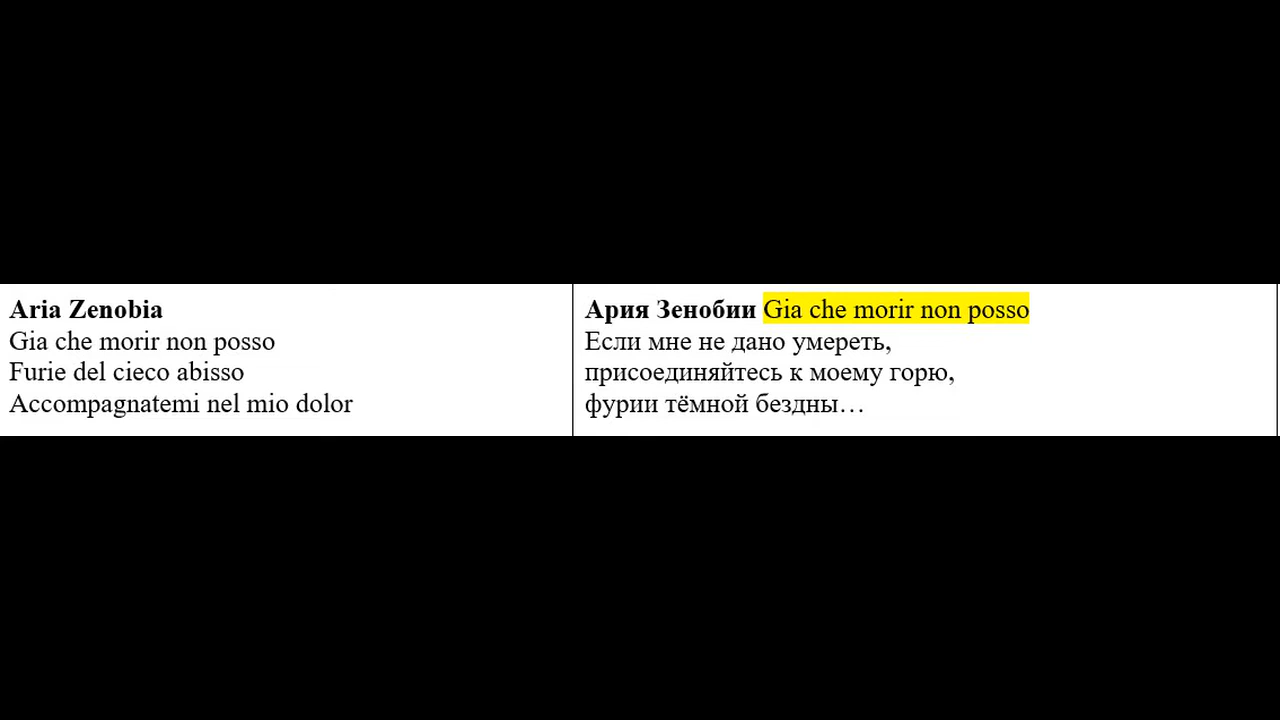 Aria Zenobia
Gia che morir non posso
Furie del cieco abisso
Accompagnatemi nel mio dolor
Ария Зенобии Gia che morir non posso
Если мне не дано умереть,
присоединяйтесь к моему горю,
фурии тёмной бездны…